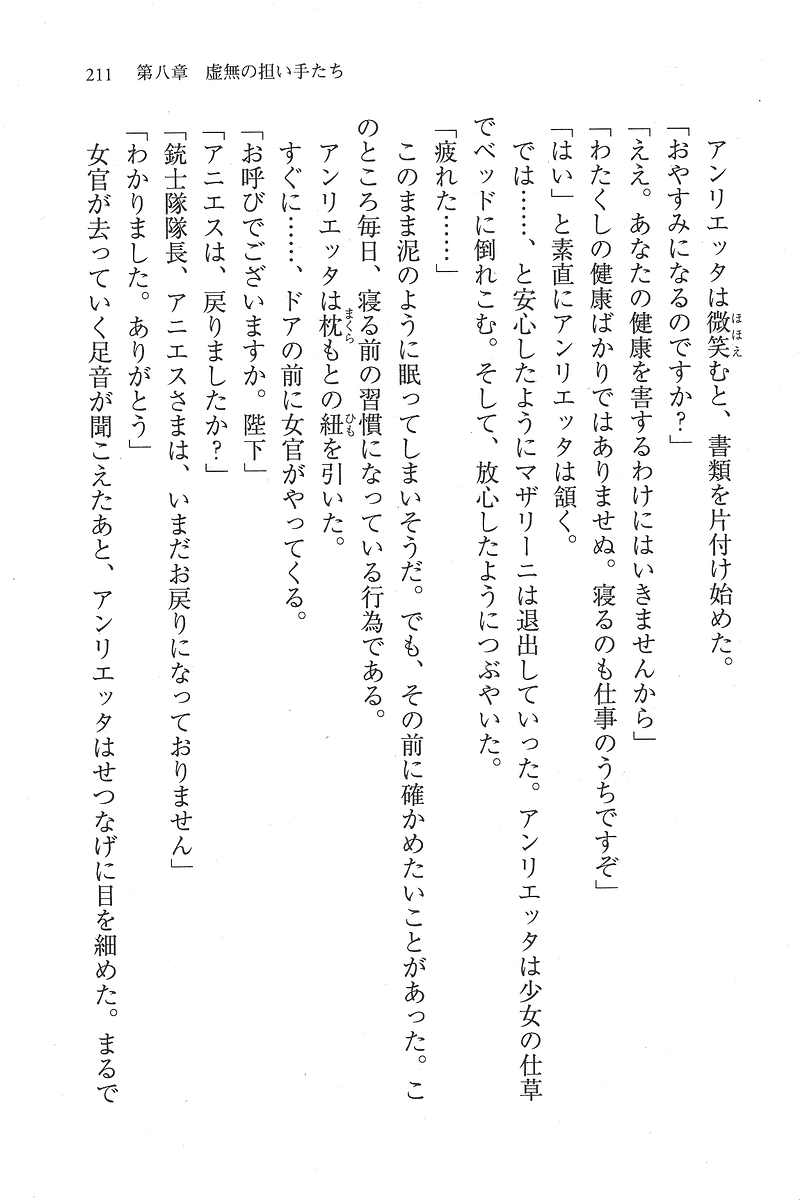 211　第八章　虚無の担い手たち
アンリエッタは微笑むと、書類を片付け始めた。
「おやすみになるのですか？」
「ええ。あなたの健康を害するわけにはいきませんから」
「わたくしの健康ばかりではありませぬ。寝るのも仕事のうちですぞ」
「はい」と素直にアンリエッタは頷く。
では……、と安心したようにマザリーニは退出していった。アンリエッタは少女の仕草
でベッドに倒れこむ。そして、放心したようにつぶやいた。
「疲れた……」
このまま泥のように眠ってしまいそうだ。でも、その前に確かめたいことがあった。こ
のところ毎日、寝る前の習慣になっている行為である。
アンリエッタは枕もとの紐を引いた。
すぐに……、ドアの前に女官がやってくる。
「お呼びでございますか。陛下」
「アニエスは、戻りましたか？」
「銃士隊隊長、アニエスさまは、いまだお戻りになっておりません」
「わかりました。ありがとう」
女官が去っていく足音が聞こえたあと、アンリエッタはせつなげに目を細めた。まるで